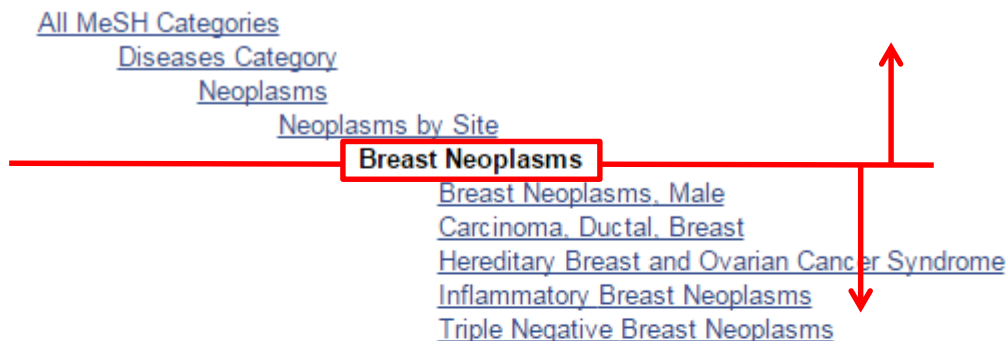 All MeSH Categories
Diseases Category
Neoplasms
Neoplasms by Site
Breast Neoplasms
Breast Neoplasms, Male
Carcinoma, Ductal, Breast
Hereditary Breast and Ovarian Cancer Syndrome
Inflammatory Breast Neoplasms
Triple Negative Breast Neoplasms